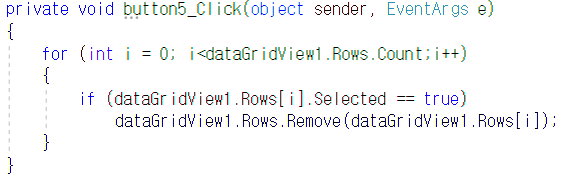 private void button5_Click(object sender, EventArgs e)
{
for (int i = 0; i<dataGridView1.Rows.Count;i++)
{
if (dataGridView1.Rows[i].Selected == true)
dataGridView1.Rows.Remove(dataGridView1.Rows[i]);
}
}